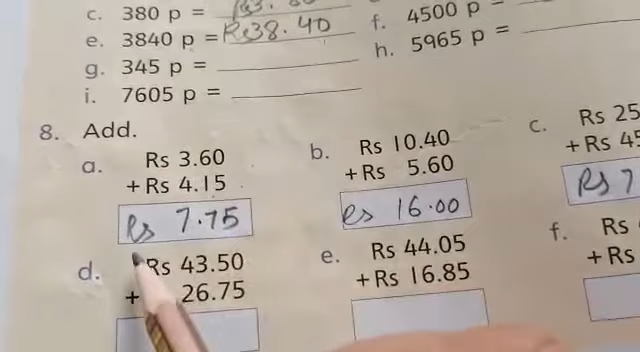 c. 380 p =
e. 3840 p = Rs38.40
f. 4500 p =
g. 345 p =
h. 5965 p =
i. 7605 p =
8. Add.
a. Rs 3.60
+ Rs 4.15
Rs 7.75
b. Rs 10.40
+ Rs 5.60
Rs 16.00
c. Rs 25
+ Rs
Rs 7
d. Rs 43.50
+ 26.75
e. Rs 44.05
+ Rs 16.85
f. Rs
+ Rs